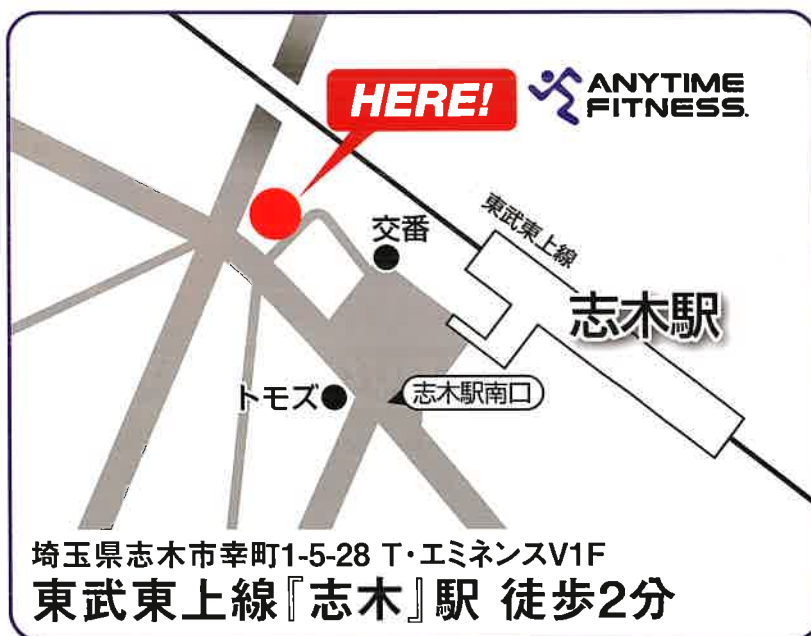 HERE!
ANYTIME
FITNESS.
交番
東武東上線
志木駅
トモズ
志木駅南口
埼玉県志木市幸町1-5-28 T・エミネンスV1F
東武東上線『志木』駅 徒歩2分